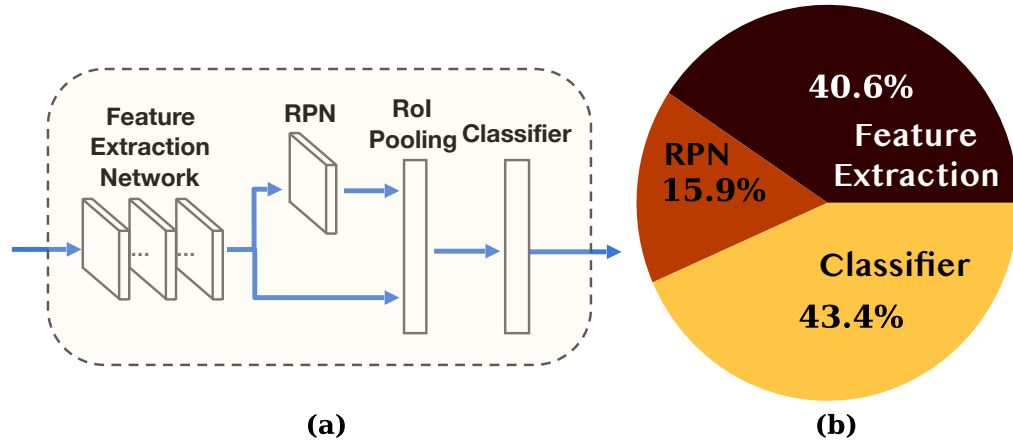 Feature
Extraction
Network
...
...
RPN
RoI
Pooling
Classifier
(a)
40.6%
Feature
Extraction
RPN
15.9%
Classifier
43.4%
(b)